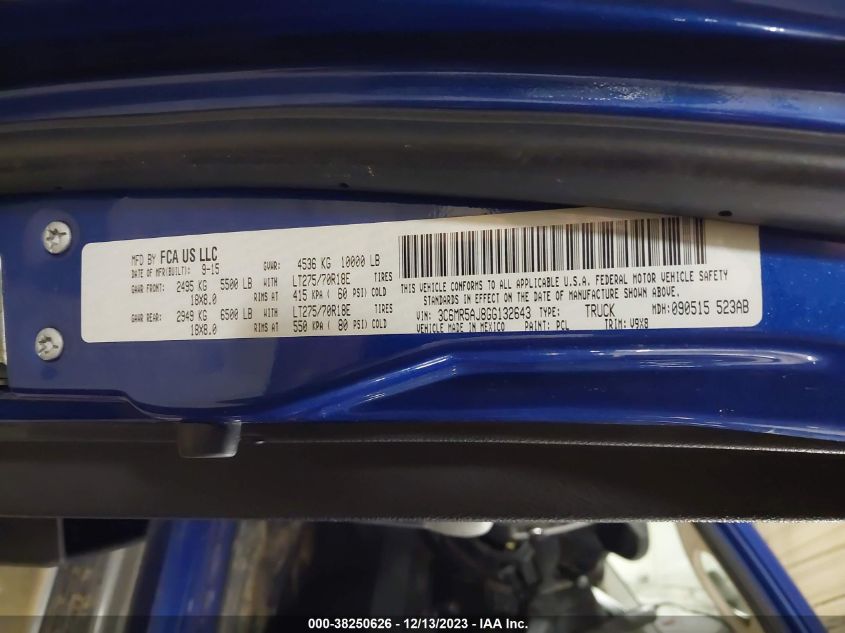 MFD BY FCA US LLC
DATE OF MFR(BUILT): 9-15 GVWR: 4536 KG 10000 LB
GAWR FRONT: 2495 KG 5500 LB WITH LT275/70R18E TIRES
18X8.0 RIMS AT 415 KPA ( 60 PSI) COLD
GAWR REAR: 2949 KG 6500 LB WITH LT275/70R18E TIRES
18X8.0 RIMS AT 550 KPA ( 80 PSI) COLD
THIS VEHICLE CONFORMS TO ALL APPLICABLE U.S.A. FEDERAL MOTOR VEHICLE SAFETY
STANDARDS IN EFFECT ON THE DATE OF MANUFACTURE SHOWN ABOVE.
VIN: 3C6MR5AJ8GG132643 TYPE: TRUCK MDH: 090515 523AB
MADE IN MEXICO PAINT: PCL TRIM: V9X8
000-38250626 - 12/13/2023 - IAA Inc.